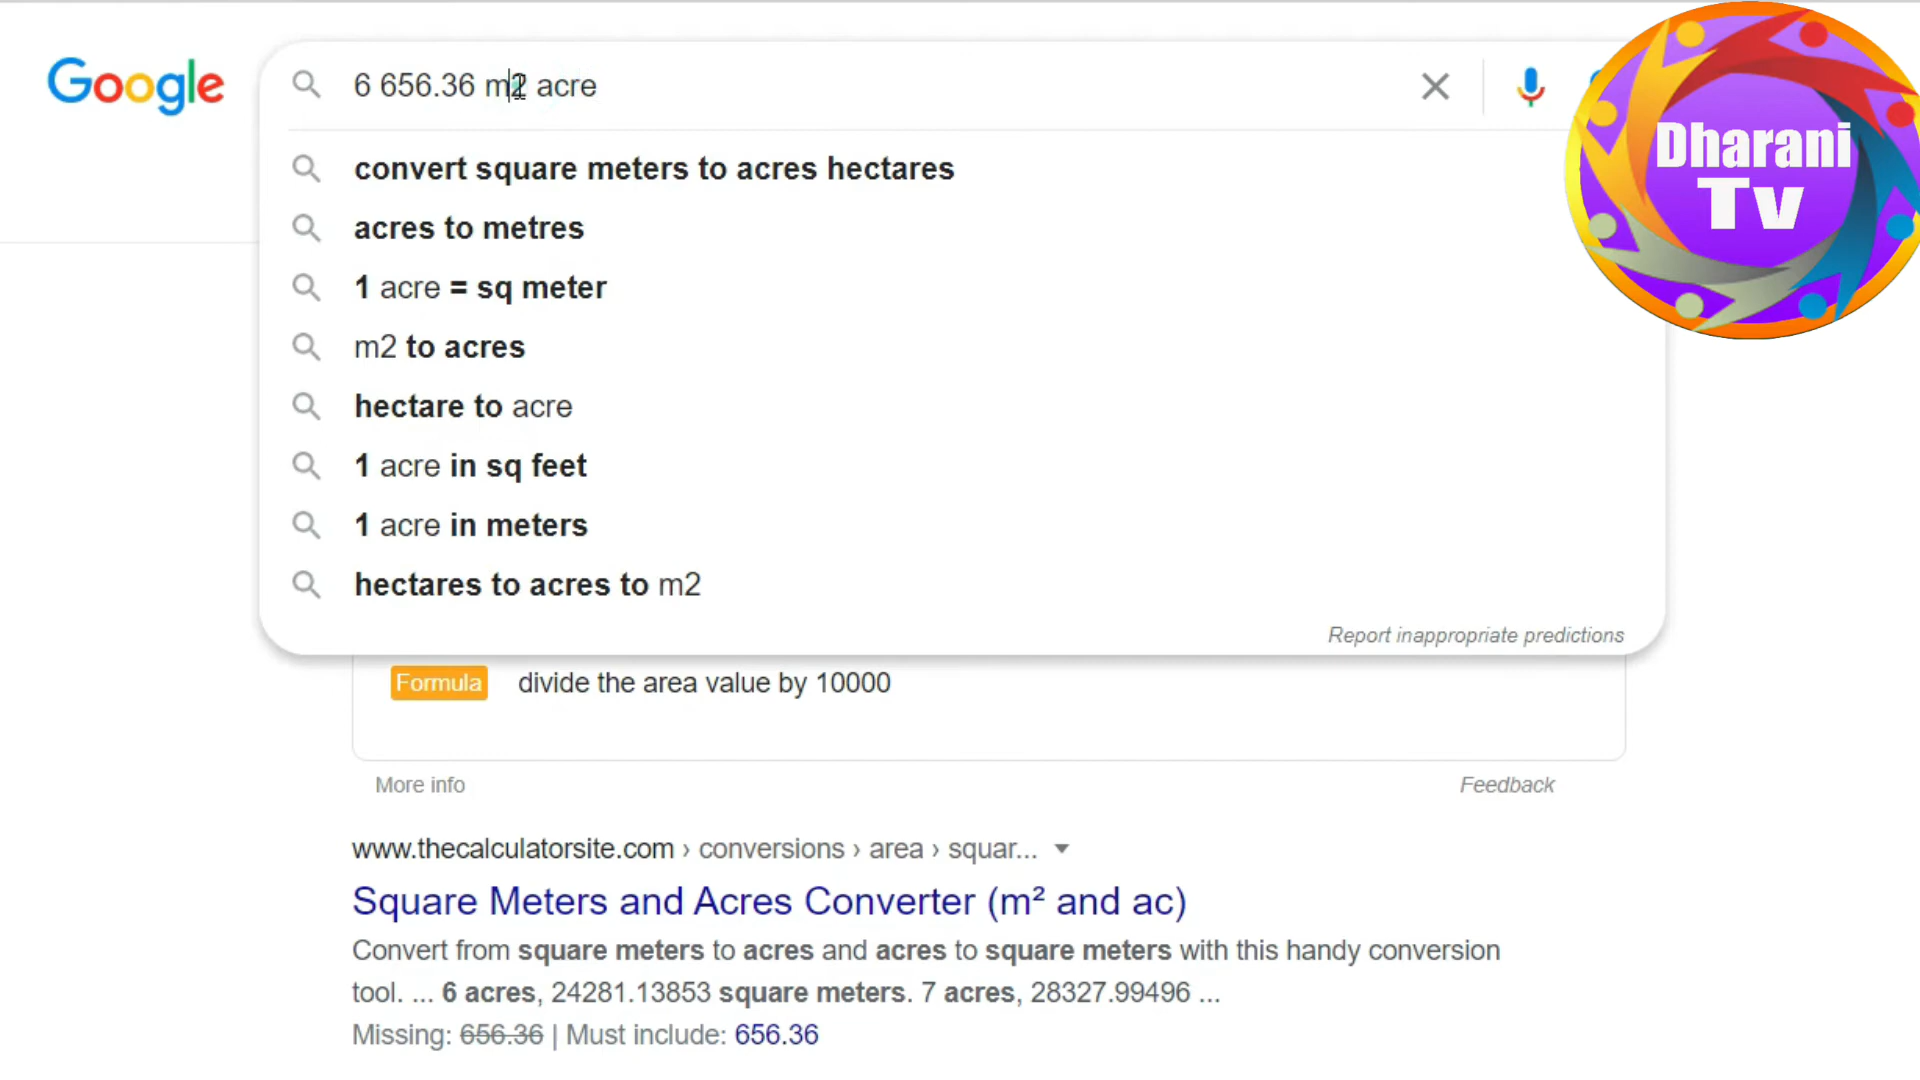 Google
6 656.36 m2 acre
Dharani
Tv
convert square meters to acres hectares
acres to metres
1 acre = sq meter
m2 to acres
hectare to acre
1 acre in sq feet
1 acre in meters
hectares to acres to m2
Report inappropriate predictions
Formula divide the area value by 10000
More info Feedback
www.thecalculatorsite.com › conversions › area › squar...
Square Meters and Acres Converter (m² and ac)
Convert from square meters to acres and acres to square meters with this handy conversion
tool. ... 6 acres, 24281.13853 square meters. 7 acres, 28327.99496 ...
Missing: 656.36 | Must include: 656.36